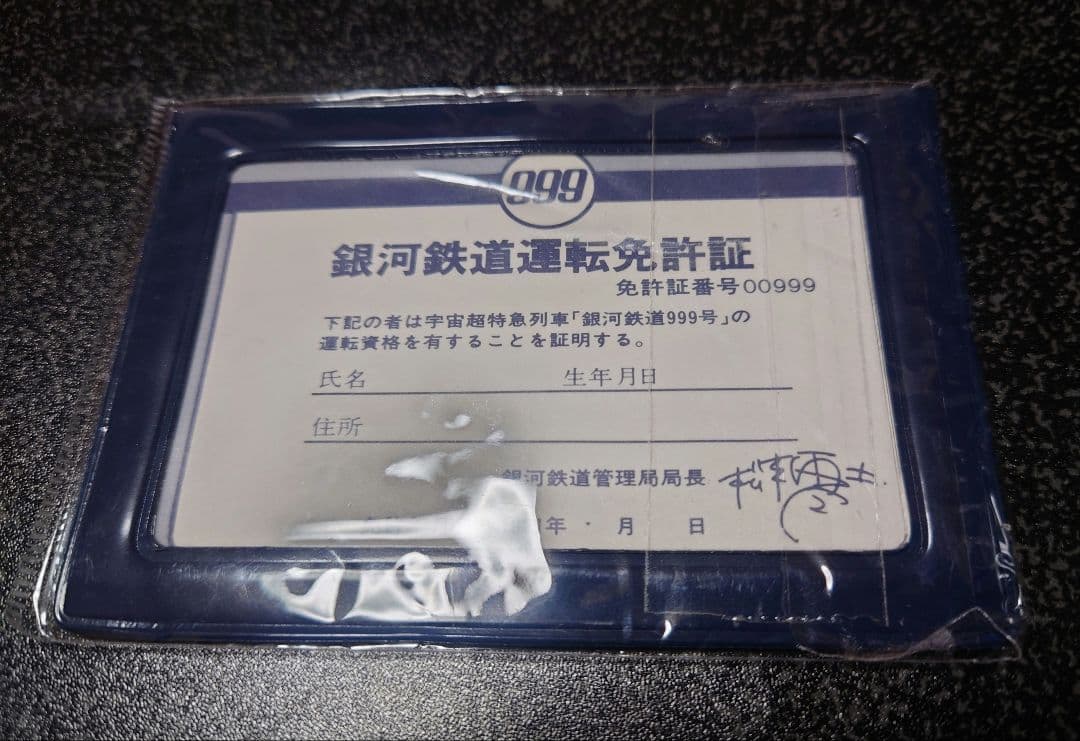 999
銀河鉄道運転免許証
免許証番号00999
下記の者は宇宙超特急列車「銀河鉄道999号」の
運転資格を有することを証明する。
氏名 生年月日
住所
銀河鉄道管理局局長 松本零士
年・月 日